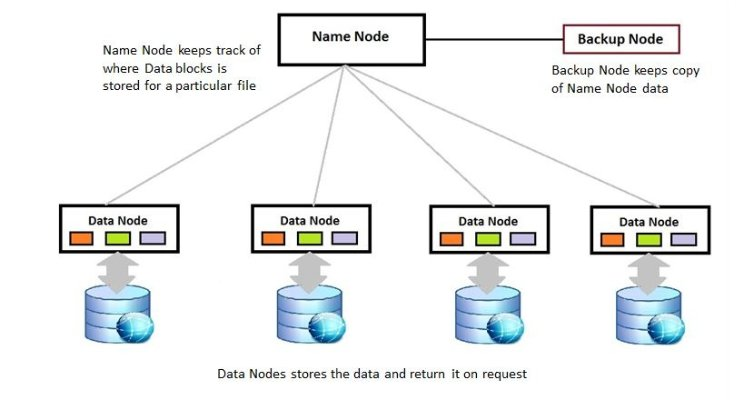 Name Node
Backup Node
Name Node keeps track of
where Data blocks is
stored for a particular file
Backup Node keeps copy
of Name Node data
Data Node
Data Node
Data Node
Data Node
Data Nodes stores the data and return it on request